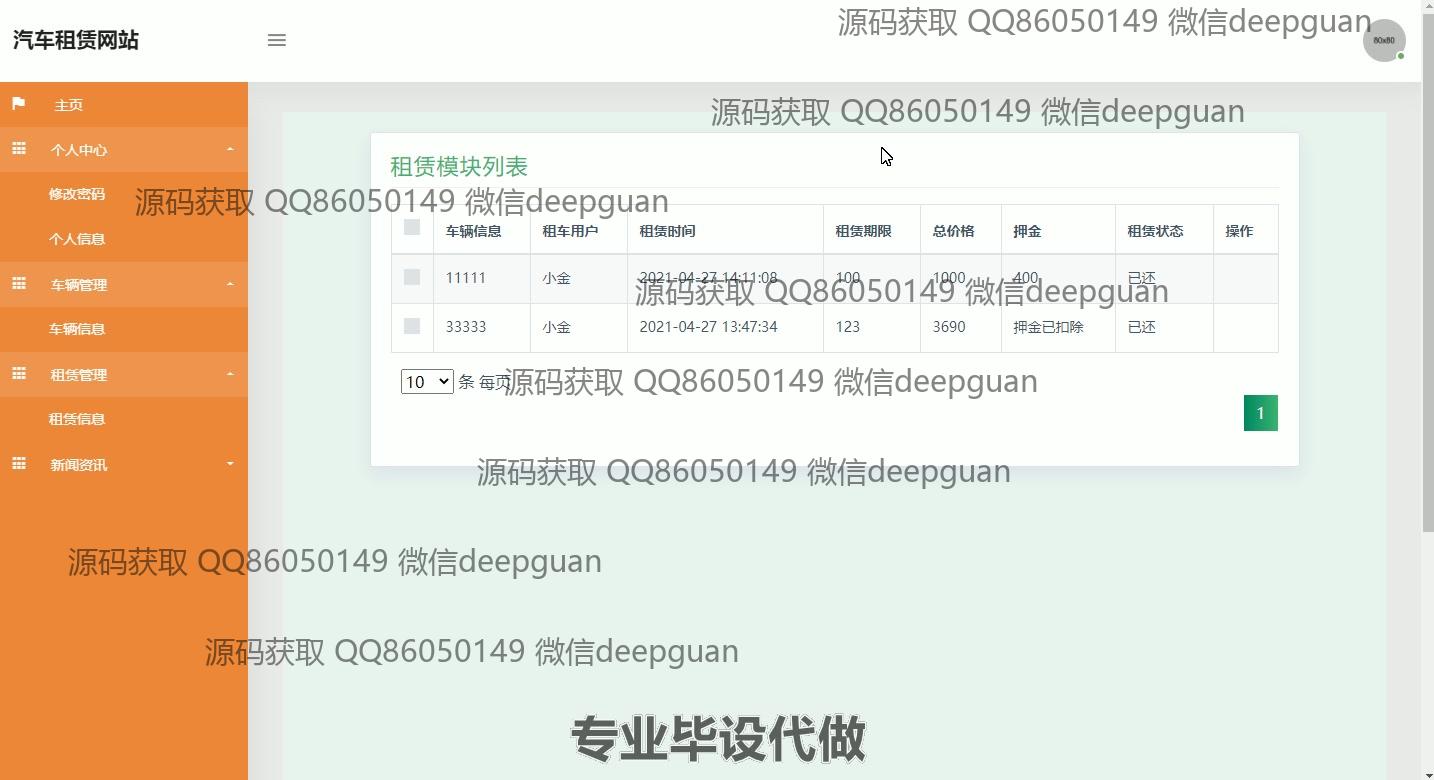 源码获取 QQ86050149 微信deepguan
汽车租赁网站
80x80
主页
源码获取 QQ86050149 微信deepguan
个人中心
租赁模块列表
修改密码
源码获取 QQ86050149 微信deepguan
车辆信息 租车用户 租赁时间 租赁期限 总价格 押金 租赁状态 操作
个人信息
11111 小金 2021-04-27 14:11:08 100 1000 400 已还
车辆管理
源码获取 QQ86050149 微信deepguan
33333 小金 2021-04-27 13:47:34 123 3690 押金已扣除 已还
车辆信息
租赁管理
10 条 每页
源码获取 QQ86050149 微信deepguan
1
租赁信息
新闻资讯
源码获取 QQ86050149 微信deepguan
源码获取 QQ86050149 微信deepguan
源码获取 QQ86050149 微信deepguan
专业毕设代做